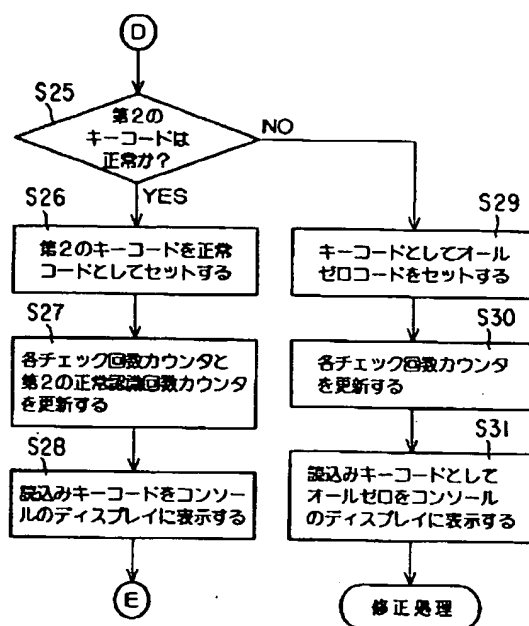 D
S25
第2の
キーコードは
正常か?
NO
YES
S26
第2のキーコードを正常
コードとしてセットする
S27
各チェック回数カウンタと
第2の正常認識回数カウンタ
を更新する
S28
読込みキーコードをコンソー
ルのディスプレイに表示する
E
S29
キーコードとしてオール
ゼロコードをセットする
S30
各チェック回数カウンタ
を更新する
S31
読込みキーコードとして
オールゼロをコンソール
のディスプレイに表示する
修正処理